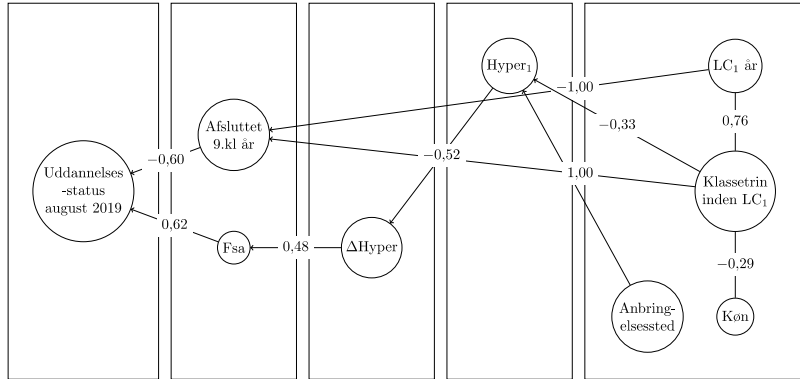 Hyper₁
LC₁ år
−1,00
0,76
−0,33
Afsluttet
9.kl år
−0,60
−0,52
1,00
Uddannelses
-status
august 2019
Klassetrin
inden LC₁
0,62
Fsa
0,48
ΔHyper
−0,29
Anbring-
elsessted
Køn